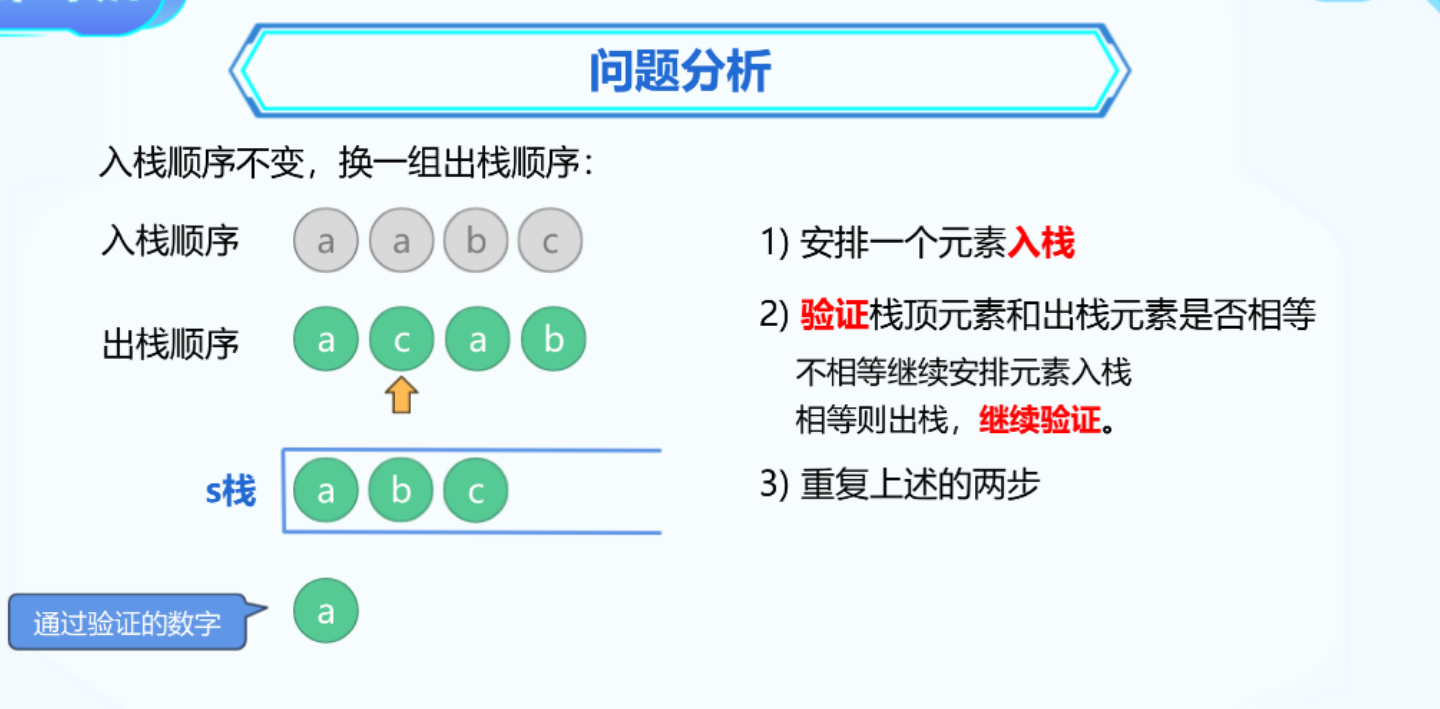 问题分析
入栈顺序不变，换一组出栈顺序：
入栈顺序 a a b c
出栈顺序 a c a b
s栈 a b c
通过验证的数字 a
1) 安排一个元素入栈
2) 验证栈顶元素和出栈元素是否相等
不相等继续安排元素入栈
相等则出栈，继续验证。
3) 重复上述的两步